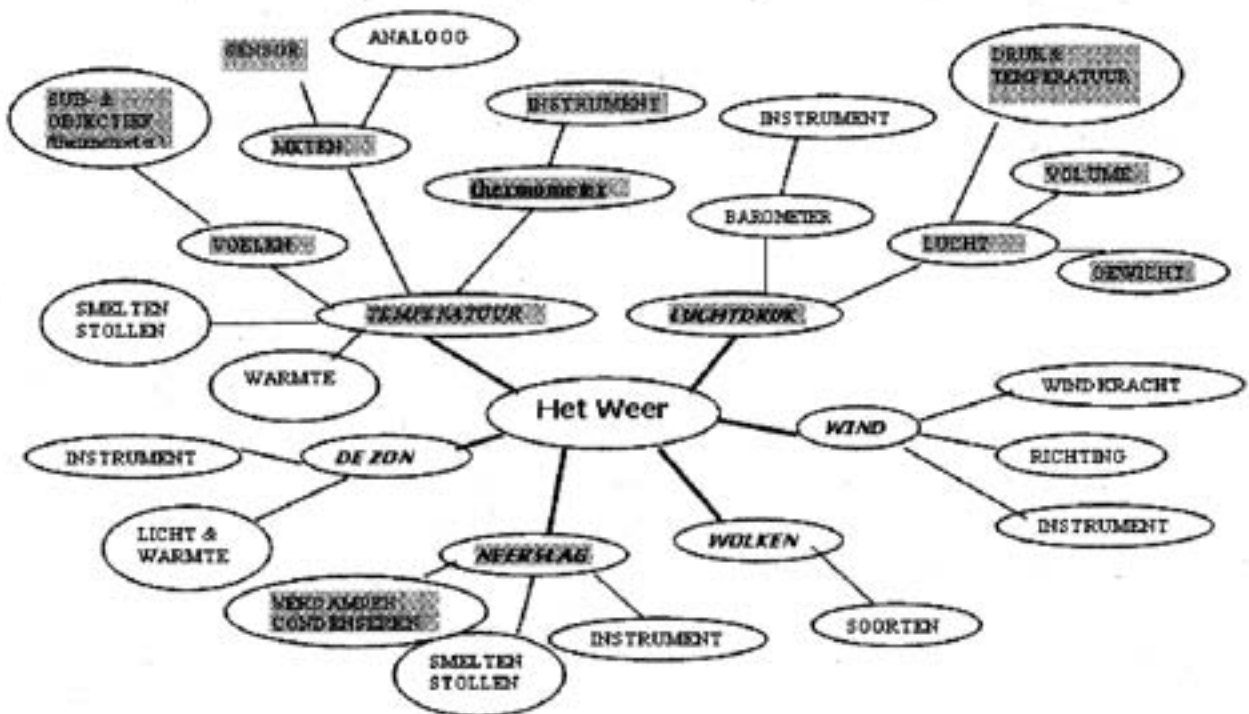 SENSOR
ANALOOG
DRUK &
TEMPERATUUR
SUB- &
OBJECTIEF
INSTRUMENT
INSTRUMENT
METEN
VOLUME
thermometer
BAROMETER
VOELEN
LUCHT
GEWICHT
SMELTEN
STOLLEN
TEMPERATUUR
LUCHTDRUK
WARMTE
WINDKRACHT
Het Weer
WIND
INSTRUMENT
DE ZON
RICHTING
INSTRUMENT
LICHT &
WARMTE
NEERSLAG
WOLKEN
VERDAMPEN
CONDENSEREN
INSTRUMENT
SOORTEN
SMELTEN
STOLLEN